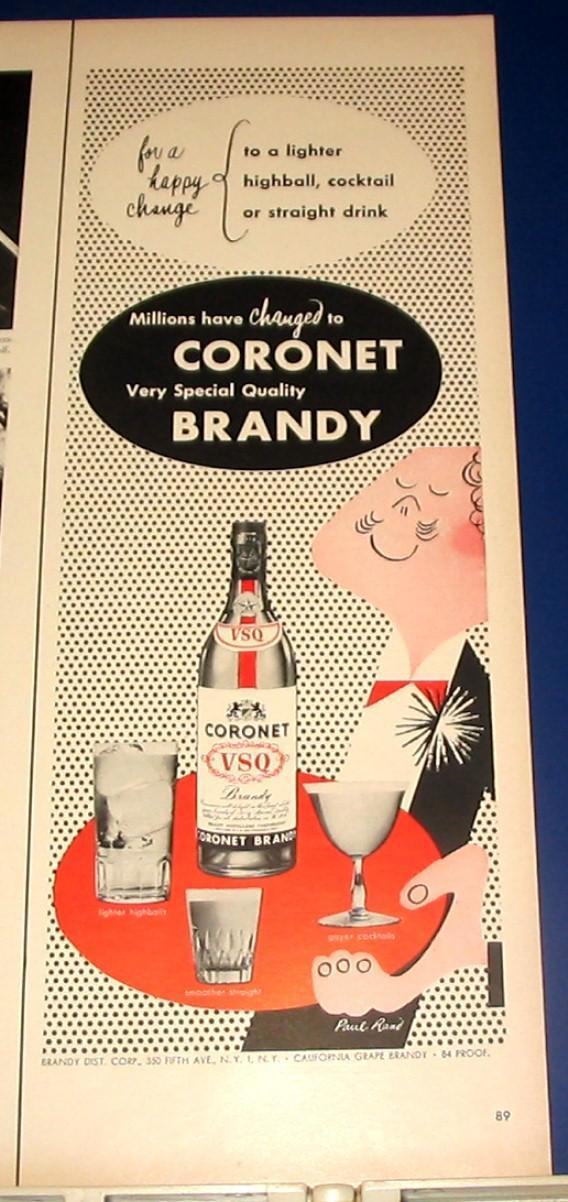 for a
happy
change
to a lighter
highball, cocktail
or straight drink
Millions have changed to
CORONET
Very Special Quality
BRANDY
VSQ
CORONET
VSQ
Brandy
CORONET BRANDY
lighter highballs
gayer cocktails
smoother straight
Paul Rand
BRANDY DIST. CORP., 350 FIFTH AVE., N.Y. 1, N.Y. • CALIFORNIA GRAPE BRANDY • 84 PROOF.
89